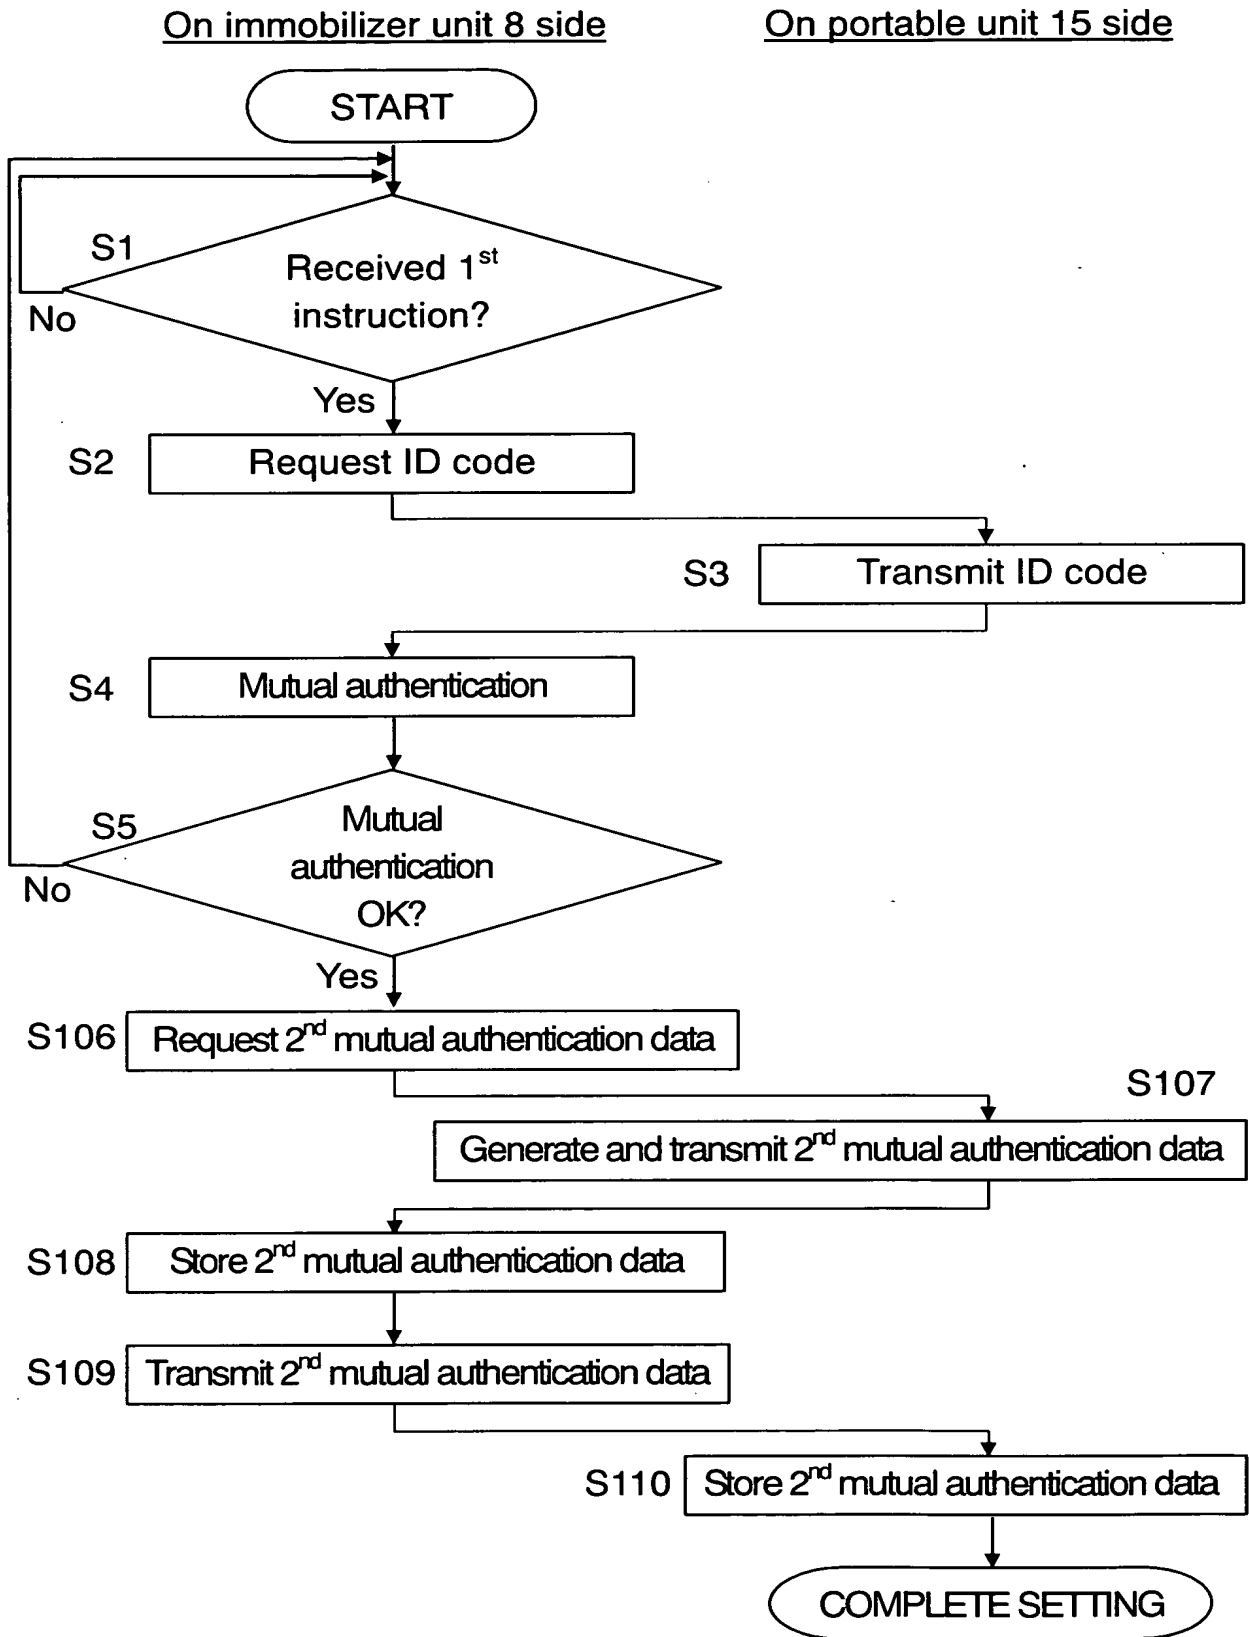 On immobilizer unit 8 side
On portable unit 15 side
START
S1
Received 1st
instruction?
No
Yes
S2
Request ID code
S3
Transmit ID code
S4
Mutual authentication
S5
Mutual
authentication
OK?
No
Yes
S106
Request 2nd mutual authentication data
S107
Generate and transmit 2nd mutual authentication data
S108
Store 2nd mutual authentication data
S109
Transmit 2nd mutual authentication data
S110
Store 2nd mutual authentication data
COMPLETE SETTING